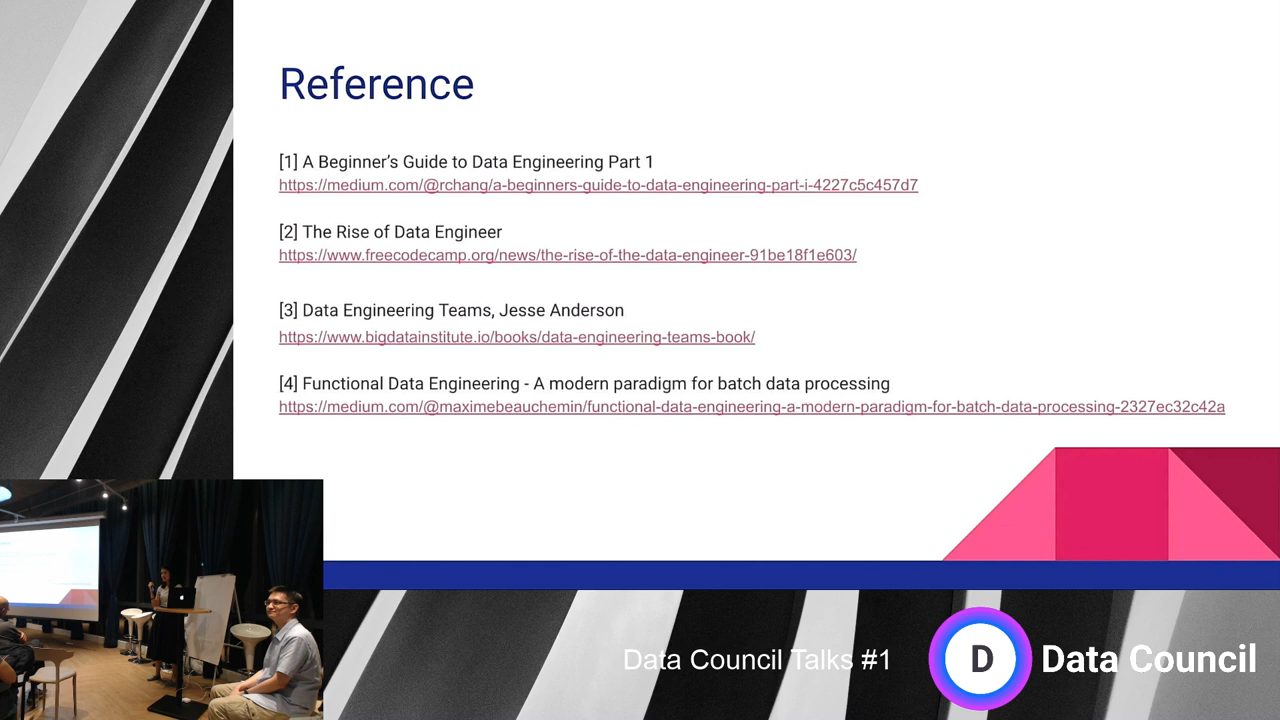 Reference
[1] A Beginner’s Guide to Data Engineering Part 1
https://medium.com/@rchang/a-beginners-guide-to-data-engineering-part-i-4227c5c457d7
[2] The Rise of Data Engineer
https://www.freecodecamp.org/news/the-rise-of-the-data-engineer-91be18f1e603/
[3] Data Engineering Teams, Jesse Anderson
https://www.bigdatainstitute.io/books/data-engineering-teams-book/
[4] Functional Data Engineering - A modern paradigm for batch data processing
https://medium.com/@maximebeauchemin/functional-data-engineering-a-modern-paradigm-for-batch-data-processing-2327ec32c42a
Data Council Talks #1
D Data Council